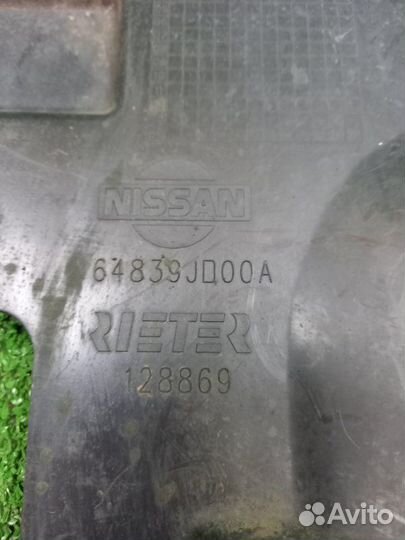 NISSAN
64839JD00A
RIETER
128869
Avito